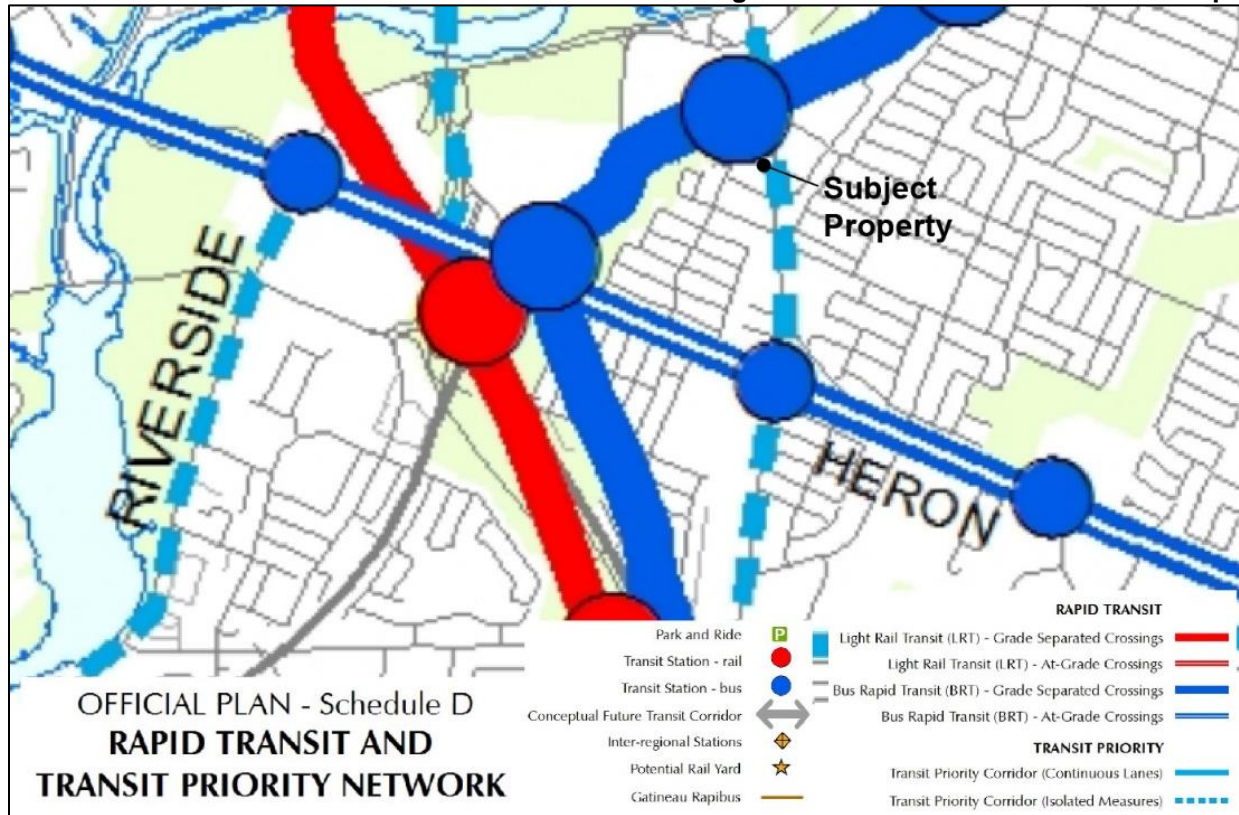 Subject
Property
RIVERSIDE
HERON
OFFICIAL PLAN - Schedule D
RAPID TRANSIT AND
TRANSIT PRIORITY NETWORK
Park and Ride
P
Transit Station - rail
Transit Station - bus
Conceptual Future Transit Corridor
Inter-regional Stations
Potential Rail Yard
Gatineau Rapibus
RAPID TRANSIT
Light Rail Transit (LRT) - Grade Separated Crossings
Light Rail Transit (LRT) - At-Grade Crossings
Bus Rapid Transit (BRT) - Grade Separated Crossings
Bus Rapid Transit (BRT) - At-Grade Crossings
TRANSIT PRIORITY
Transit Priority Corridor (Continuous Lanes)
Transit Priority Corridor (Isolated Measures)